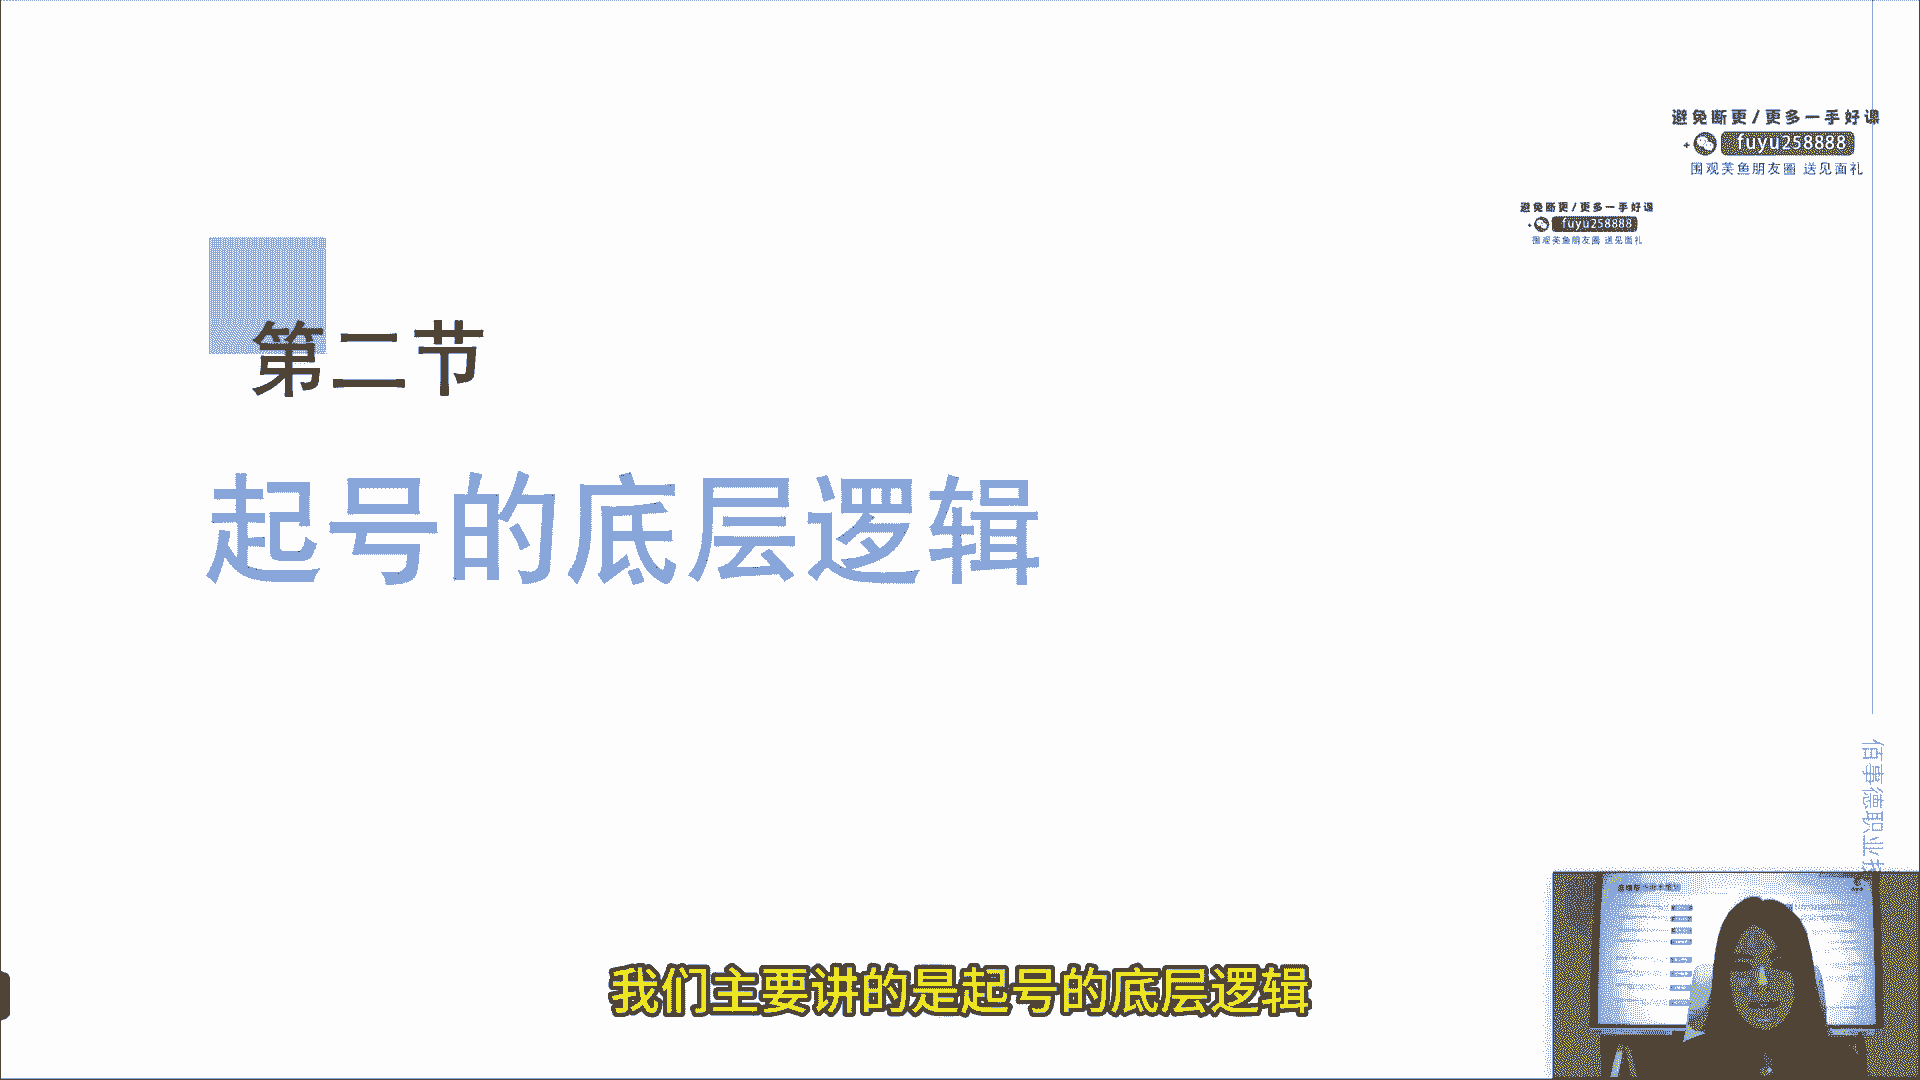 避免断更/更多一手好课
+ fuyu258888
围观芙鱼朋友圈 送见面礼
避免断更/更多一手好课
+ fuyu258888
围观芙鱼朋友圈 送见面礼
第二节
起号的底层逻辑
佰事德职业技
我们主要讲的是起号的底层逻辑